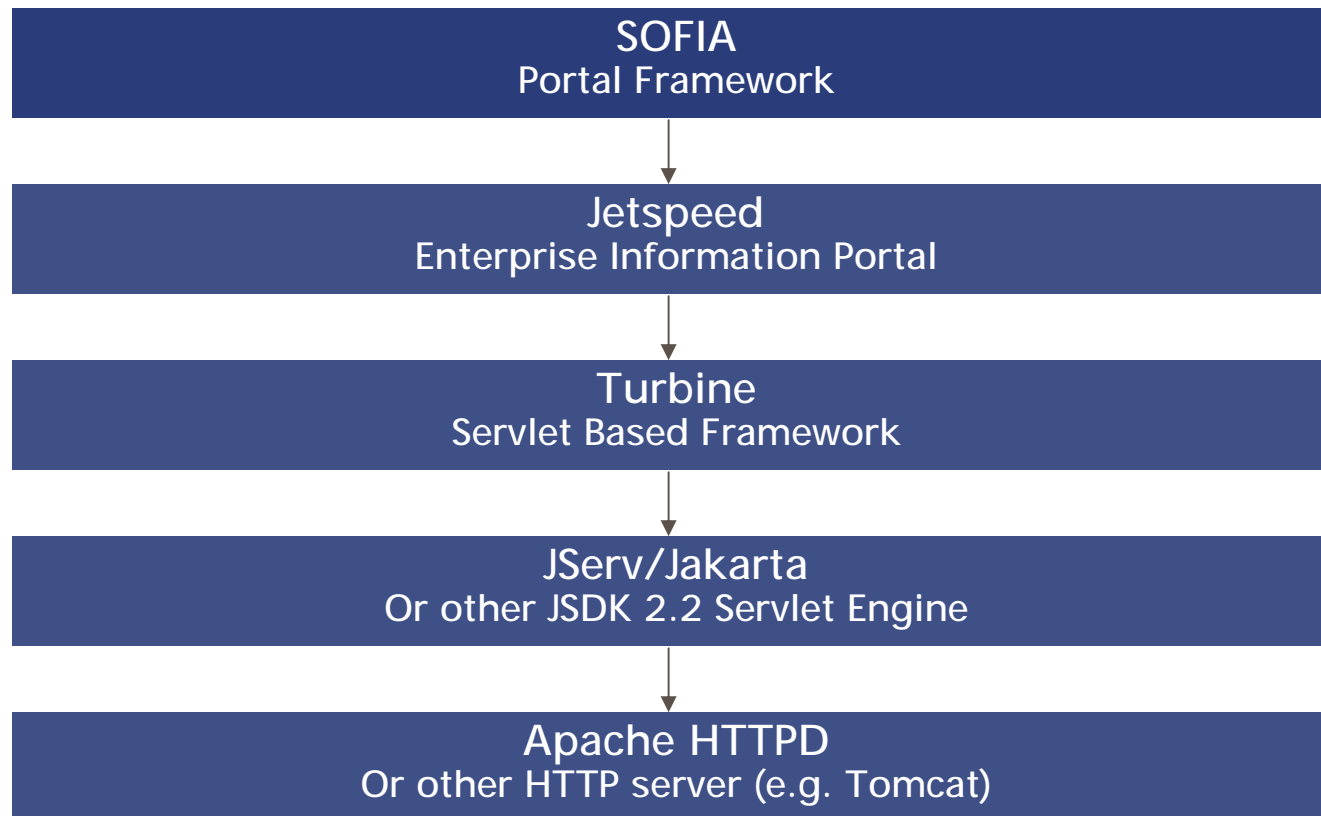 SOFIA
Portal Framework
Jetspeed
Enterprise Information Portal
Turbine
Servlet Based Framework
JServ/Jakarta
Or other JSDK 2.2 Servlet Engine
Apache HTTPD
Or other HTTP server (e.g. Tomcat)